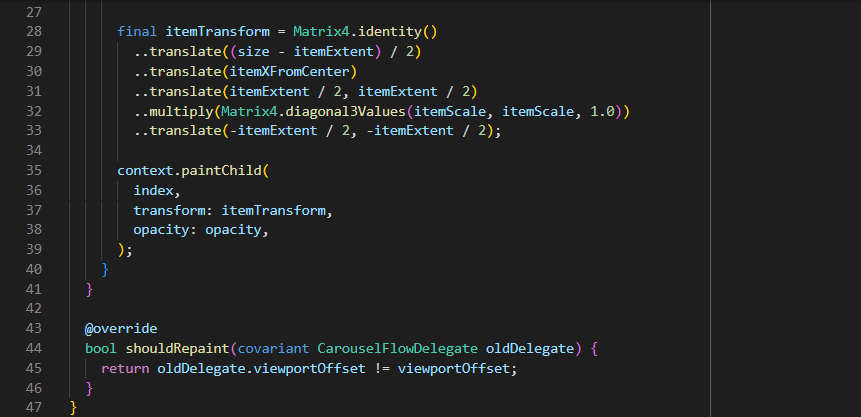 27
28 final itemTransform = Matrix4.identity()
29 ..translate((size - itemExtent) / 2)
30 ..translate(itemXFromCenter)
31 ..translate(itemExtent / 2, itemExtent / 2)
32 ..multiply(Matrix4.diagonal3Values(itemScale, itemScale, 1.0))
33 ..translate(-itemExtent / 2, -itemExtent / 2);
34
35 context.paintChild(
36 index,
37 transform: itemTransform,
38 opacity: opacity,
39 );
40 }
41 }
42
43 @override
44 bool shouldRepaint(covariant CarouselFlowDelegate oldDelegate) {
45 return oldDelegate.viewportOffset != viewportOffset;
46 }
47 }